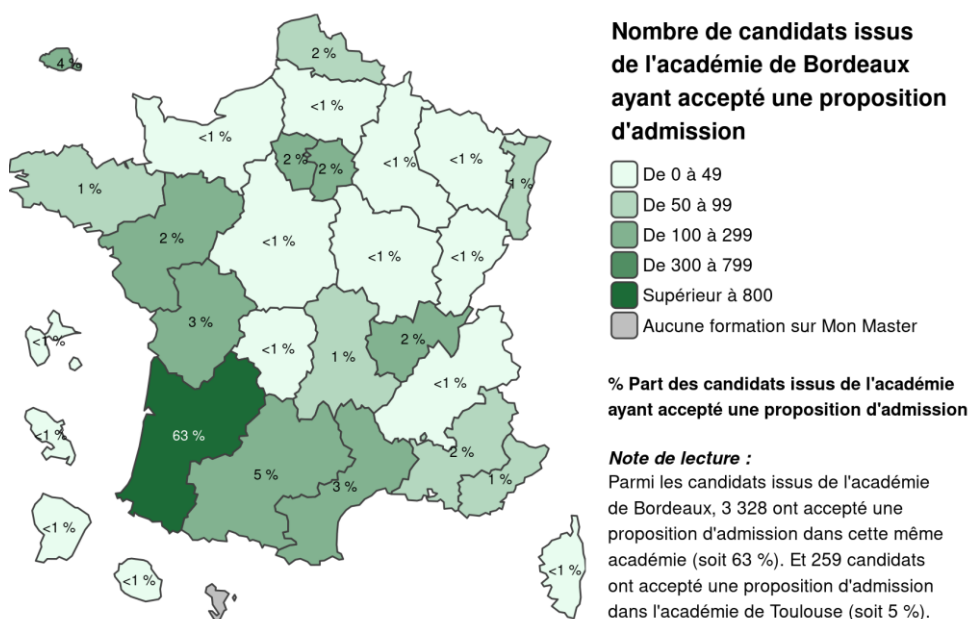 2 %
4 %
<1 %
<1 %
<1 %
<1 %
2 %
2 %
1 %
1 %
2 %
<1 %
<1 %
<1 %
3 %
<1 %
<1 %
1 %
2 %
<1 %
63 %
<1 %
5 %
3 %
2 %
1 %
<1 %
<1 %
<1 %
Nombre de candidats issus
de l'académie de Bordeaux
ayant accepté une proposition
d'admission
De 0 à 49
De 50 à 99
De 100 à 299
De 300 à 799
Supérieur à 800
Aucune formation sur Mon Master
% Part des candidats issus de l'académie
ayant accepté une proposition d'admission
Note de lecture :
Parmi les candidats issus de l'académie
de Bordeaux, 3 328 ont accepté une
proposition d'admission dans cette même
académie (soit 63 %). Et 259 candidats
ont accepté une proposition d'admission
dans l'académie de Toulouse (soit 5 %).